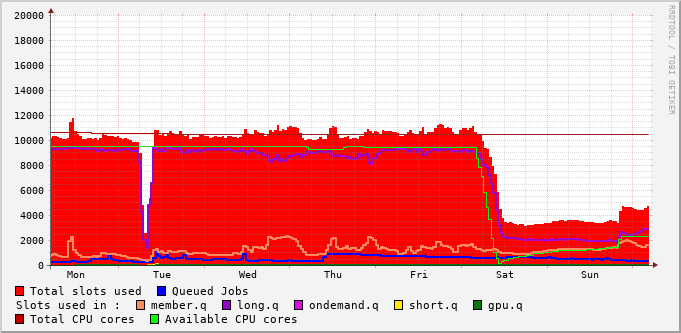 RRDTOOL / TOBI OETIKER
20000
18000
16000
14000
12000
10000
8000
6000
4000
2000
0
Mon Tue Wed Thu Fri Sat Sun
Total slots used Queued Jobs
Slots used in : member.q long.q ondemand.q short.q gpu.q
Total CPU cores Available CPU cores